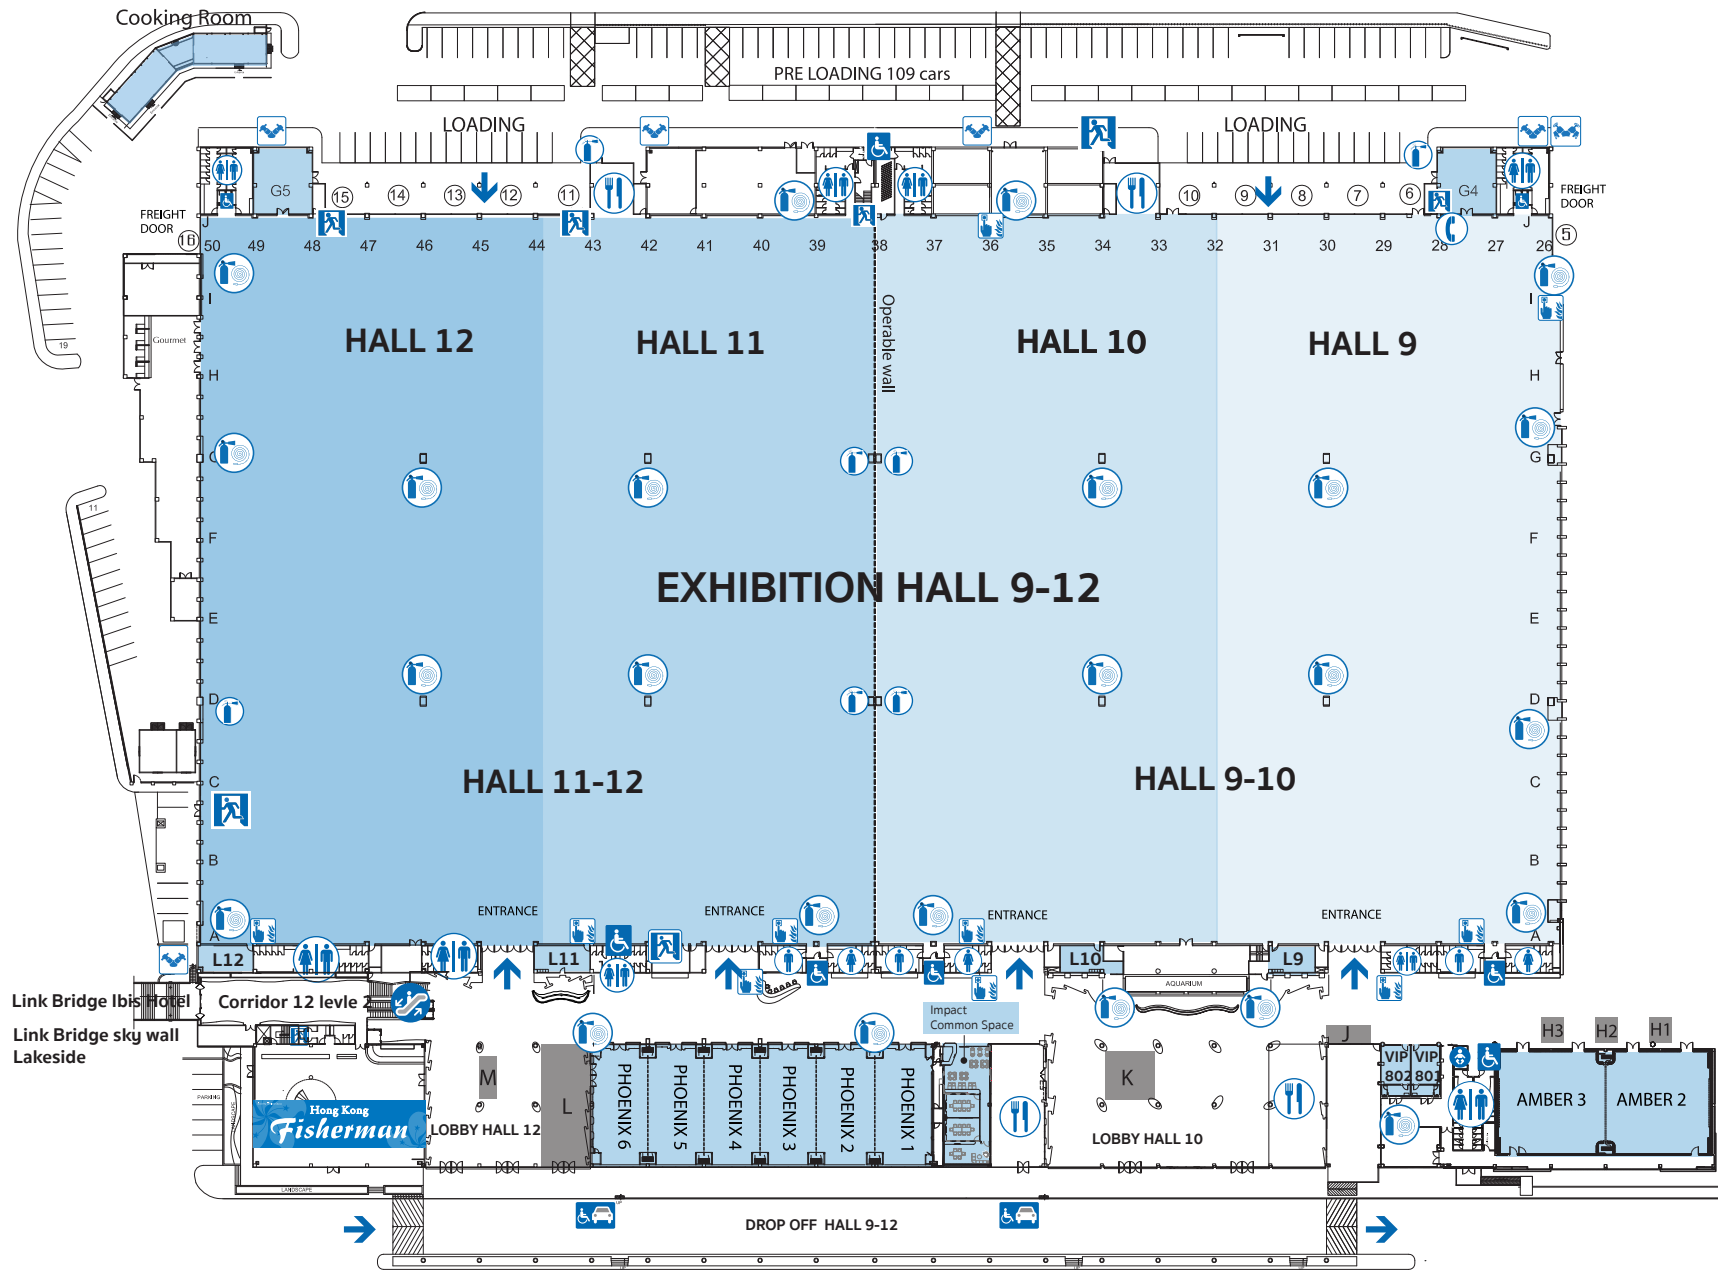 Cooking Room
PRE LOADING 109 cars
LOADING
LOADING
G5
G4
15
14
13
12
11
10
9
8
7
6
FREIGHT
DOOR
16
FREIGHT
DOOR
5
J
J
50 49 48 47 46 45 44 43 42 41 40 39 38 37 36 35 34 33 32 31 30 29 28 27 26
I
I
19
Gourmet
Operable wall
HALL 12
HALL 11
HALL 10
HALL 9
H
H
G
11
F
F
EXHIBITION HALL 9-12
E
E
D
D
HALL 11-12
HALL 9-10
C
C
B
B
ENTRANCE
ENTRANCE
ENTRANCE
ENTRANCE
A
A
L12
L11
L10
L9
AQUARIUM
Link Bridge Ibis Hotel
Corridor 12 levle 2
Link Bridge sky wall
Lakeside
Impact
Common Space
J
H3
H2
H1
M
L
K
VIP
802
VIP
801
PHOENIX 6
PHOENIX 5
PHOENIX 4
PHOENIX 3
PHOENIX 2
PHOENIX 1
AMBER 3
AMBER 2
PARKING
LANDSCAPE
Hong Kong
Fisherman
LOBBY HALL 12
LOBBY HALL 10
LANDSCAPE
DROP OFF HALL 9-12